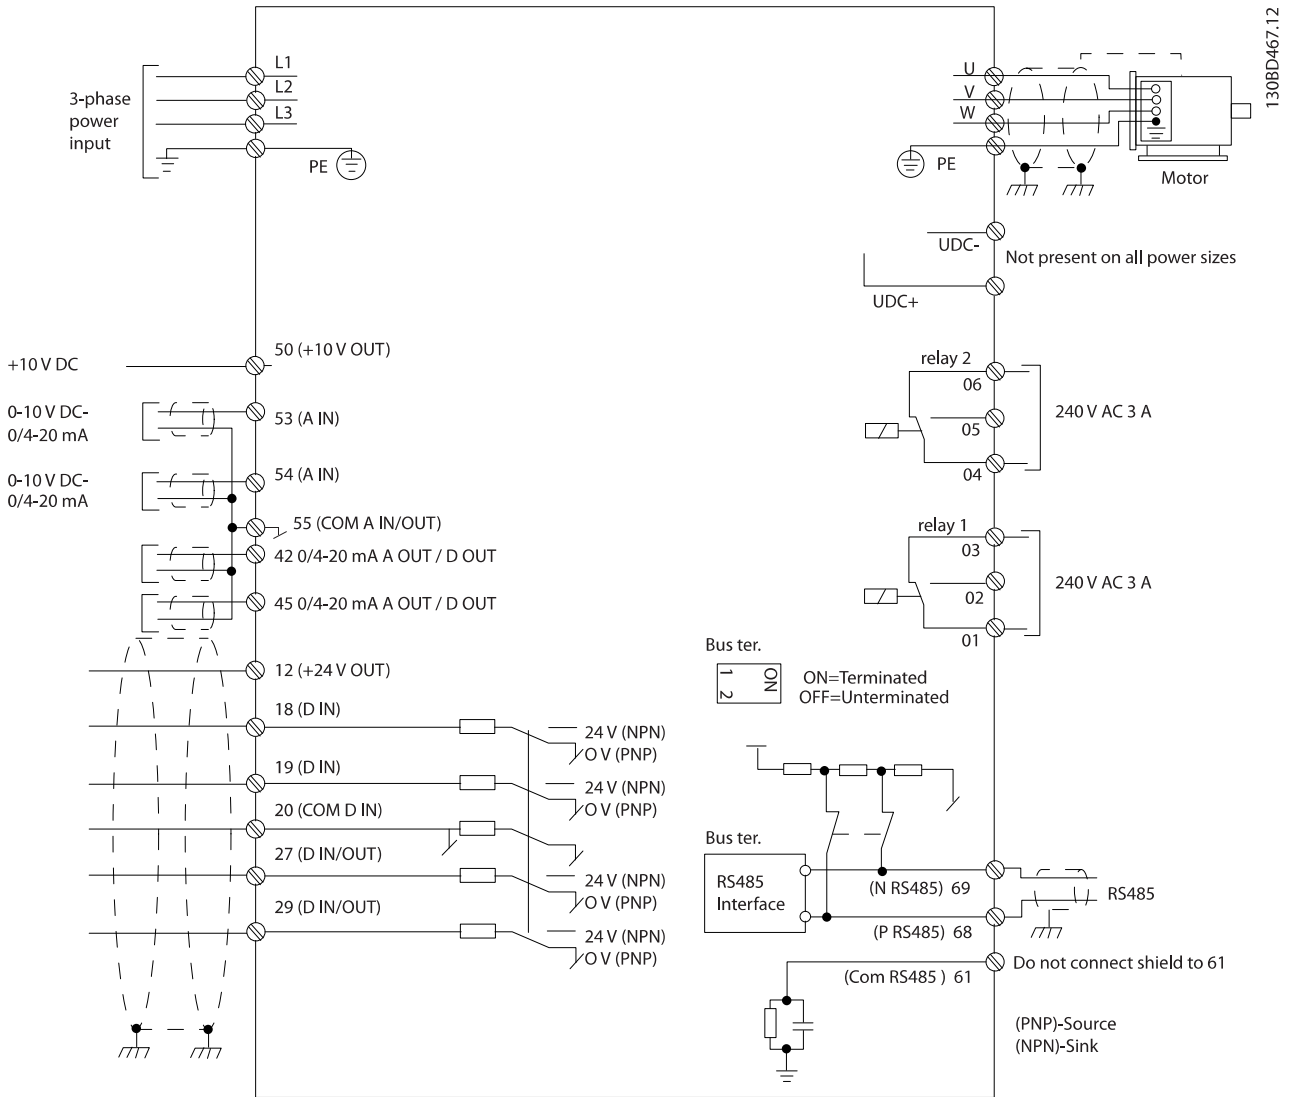 130BD467.12
3-phase
power
input
L1
L2
L3
PE
U
V
W
PE
Motor
UDC-
Not present on all power sizes
UDC+
+10 V DC
50 (+10 V OUT)
0-10 V DC-
0/4-20 mA
53 (A IN)
0-10 V DC-
0/4-20 mA
54 (A IN)
55 (COM A IN/OUT)
42 0/4-20 mA A OUT / D OUT
45 0/4-20 mA A OUT / D OUT
12 (+24 V OUT)
18 (D IN)
24 V (NPN)
O V (PNP)
19 (D IN)
24 V (NPN)
O V (PNP)
20 (COM D IN)
27 (D IN/OUT)
24 V (NPN)
O V (PNP)
29 (D IN/OUT)
24 V (NPN)
O V (PNP)
relay 2
06
05
04
240 V AC 3 A
relay 1
03
02
01
240 V AC 3 A
Bus ter.
1
2
ON
ON=Terminated
OFF=Unterminated
Bus ter.
RS485
Interface
(N RS485) 69
RS485
(P RS485) 68
(Com RS485 ) 61
Do not connect shield to 61
(PNP)-Source
(NPN)-Sink